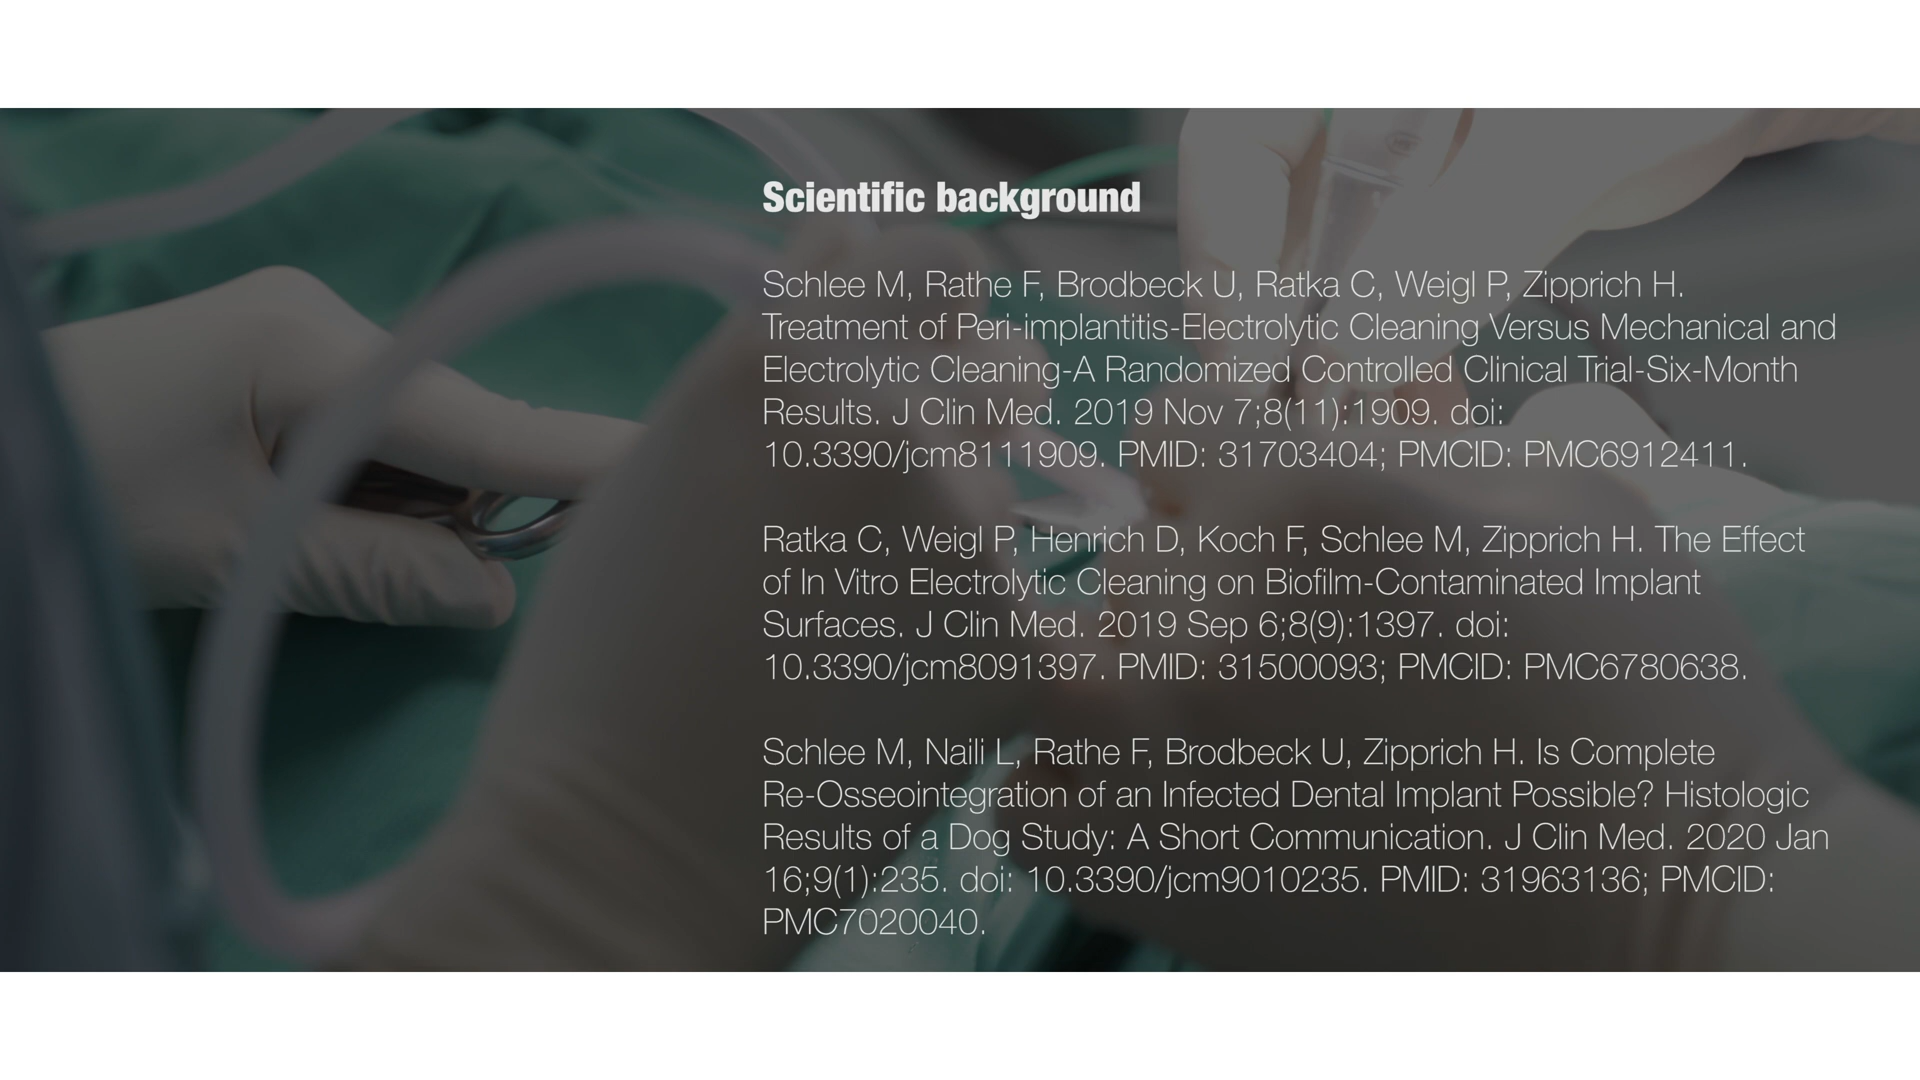 Scientific background
Schlee M, Rathe F, Brodbeck U, Ratka C, Weigl P, Zipprich H.
Treatment of Peri-implantitis-Electrolytic Cleaning Versus Mechanical and
Electrolytic Cleaning-A Randomized Controlled Clinical Trial-Six-Month
Results. J Clin Med. 2019 Nov 7;8(11):1909. doi:
10.3390/jcm8111909. PMID: 31703404; PMCID: PMC6912411.
Ratka C, Weigl P, Henrich D, Koch F, Schlee M, Zipprich H. The Effect
of In Vitro Electrolytic Cleaning on Biofilm-Contaminated Implant
Surfaces. J Clin Med. 2019 Sep 6;8(9):1397. doi:
10.3390/jcm8091397. PMID: 31500093; PMCID: PMC6780638.
Schlee M, Naili L, Rathe F, Brodbeck U, Zipprich H. Is Complete
Re-Osseointegration of an Infected Dental Implant Possible? Histologic
Results of a Dog Study: A Short Communication. J Clin Med. 2020 Jan
16;9(1):235. doi: 10.3390/jcm9010235. PMID: 31963136; PMCID:
PMC7020040.